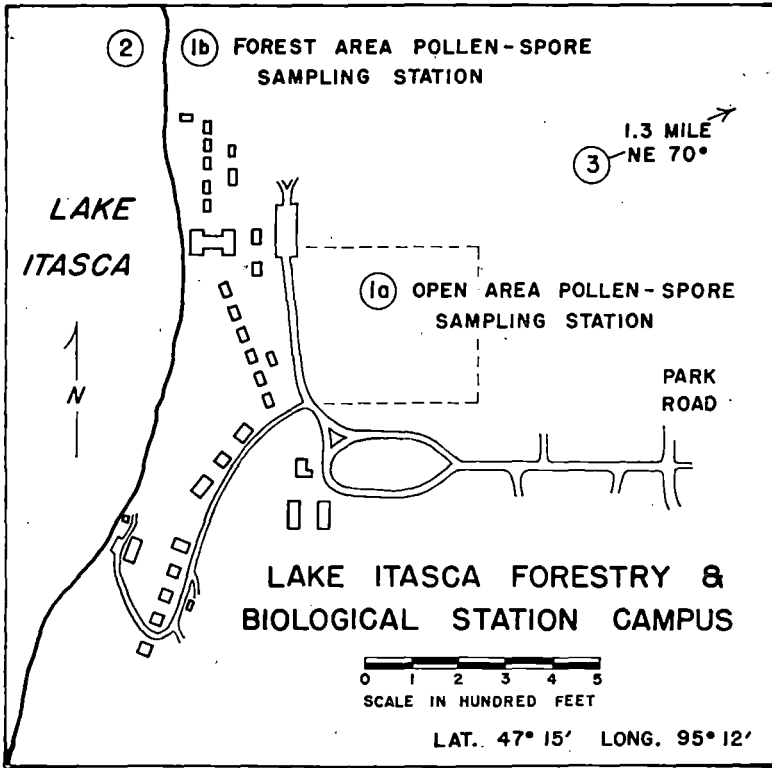 2 1b FOREST AREA POLLEN-SPORE
SAMPLING STATION
1.3 MILE
3 NE 70°
LAKE
ITASCA
1a OPEN AREA POLLEN-SPORE
SAMPLING STATION
N
PARK
ROAD
LAKE ITASCA FORESTRY &
BIOLOGICAL STATION CAMPUS
0 1 2 3 4 5
SCALE IN HUNDRED FEET
LAT. 47° 15′ LONG. 95° 12′